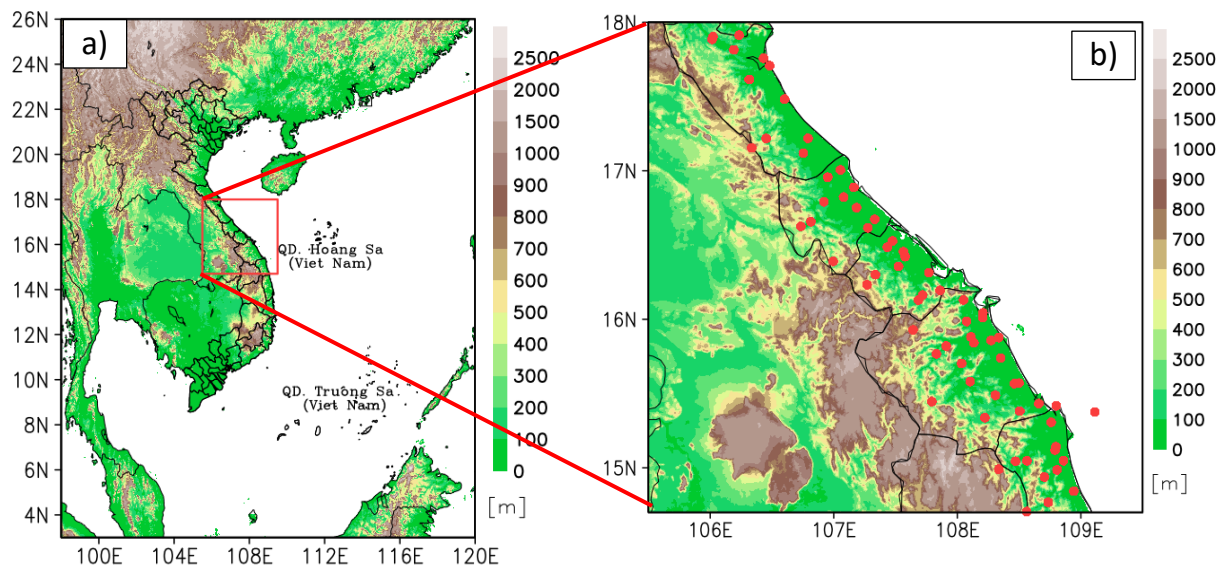 a)
26N
24N
22N
20N
18N
16N
14N
12N
10N
8N
6N
4N
100E
104E
108E
112E
116E
120E
QD. Hoang Sa
(Viet Nam)
QD. Truong Sa
(Viet Nam)
2500
2000
1000
900
800
700
600
500
400
300
200
100
0
[m]
b)
18N
17N
16N
15N
106E
107E
108E
109E
2500
2000
1000
900
800
700
600
500
400
300
200
100
0
[m]